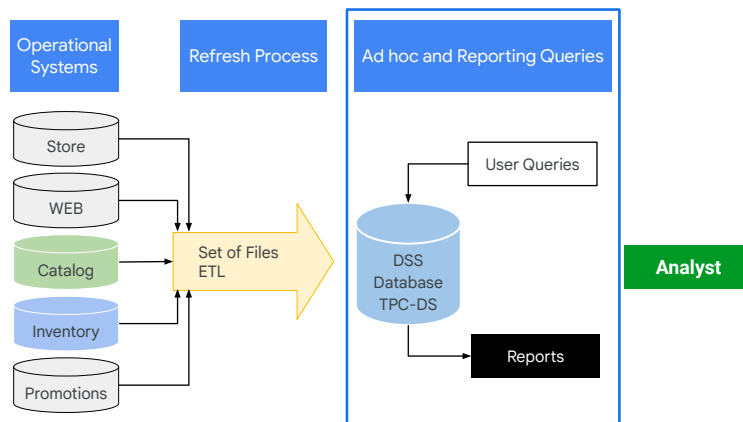 Operational
Systems
Refresh Process
Ad hoc and Reporting Queries
Store
WEB
Catalog
Inventory
Promotions
Set of Files
ETL
User Queries
DSS
Database
TPC-DS
Reports
Analyst